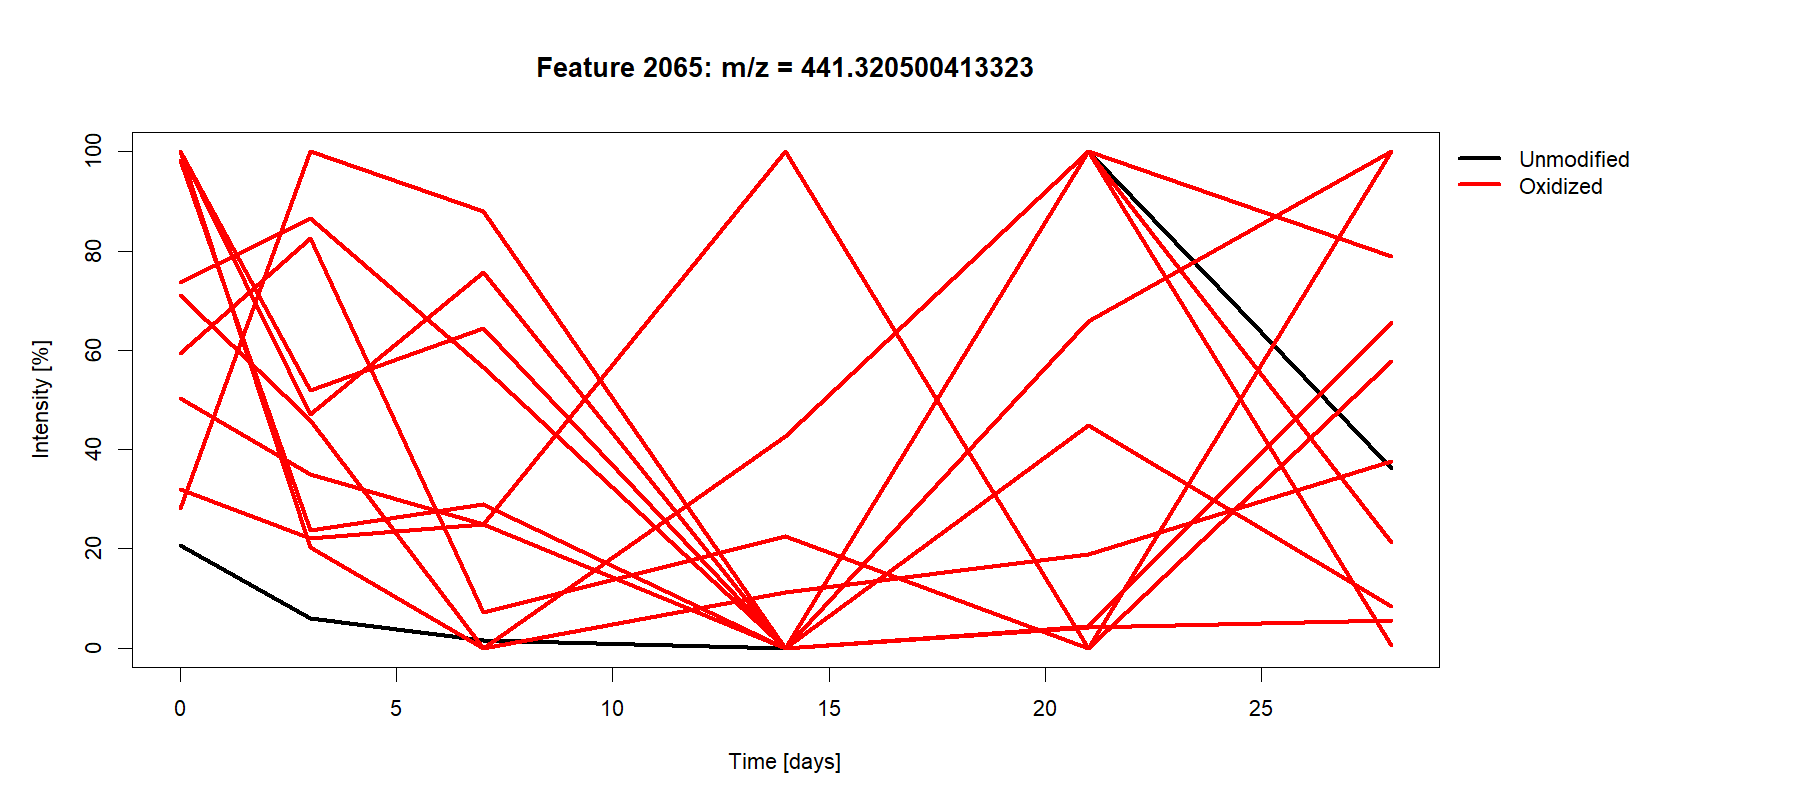 Feature 2065: m/z = 441.320500413323
Unmodified
Oxidized
Intensity [%]
100
80
60
40
20
0
0 5 10 15 20 25
Time [days]